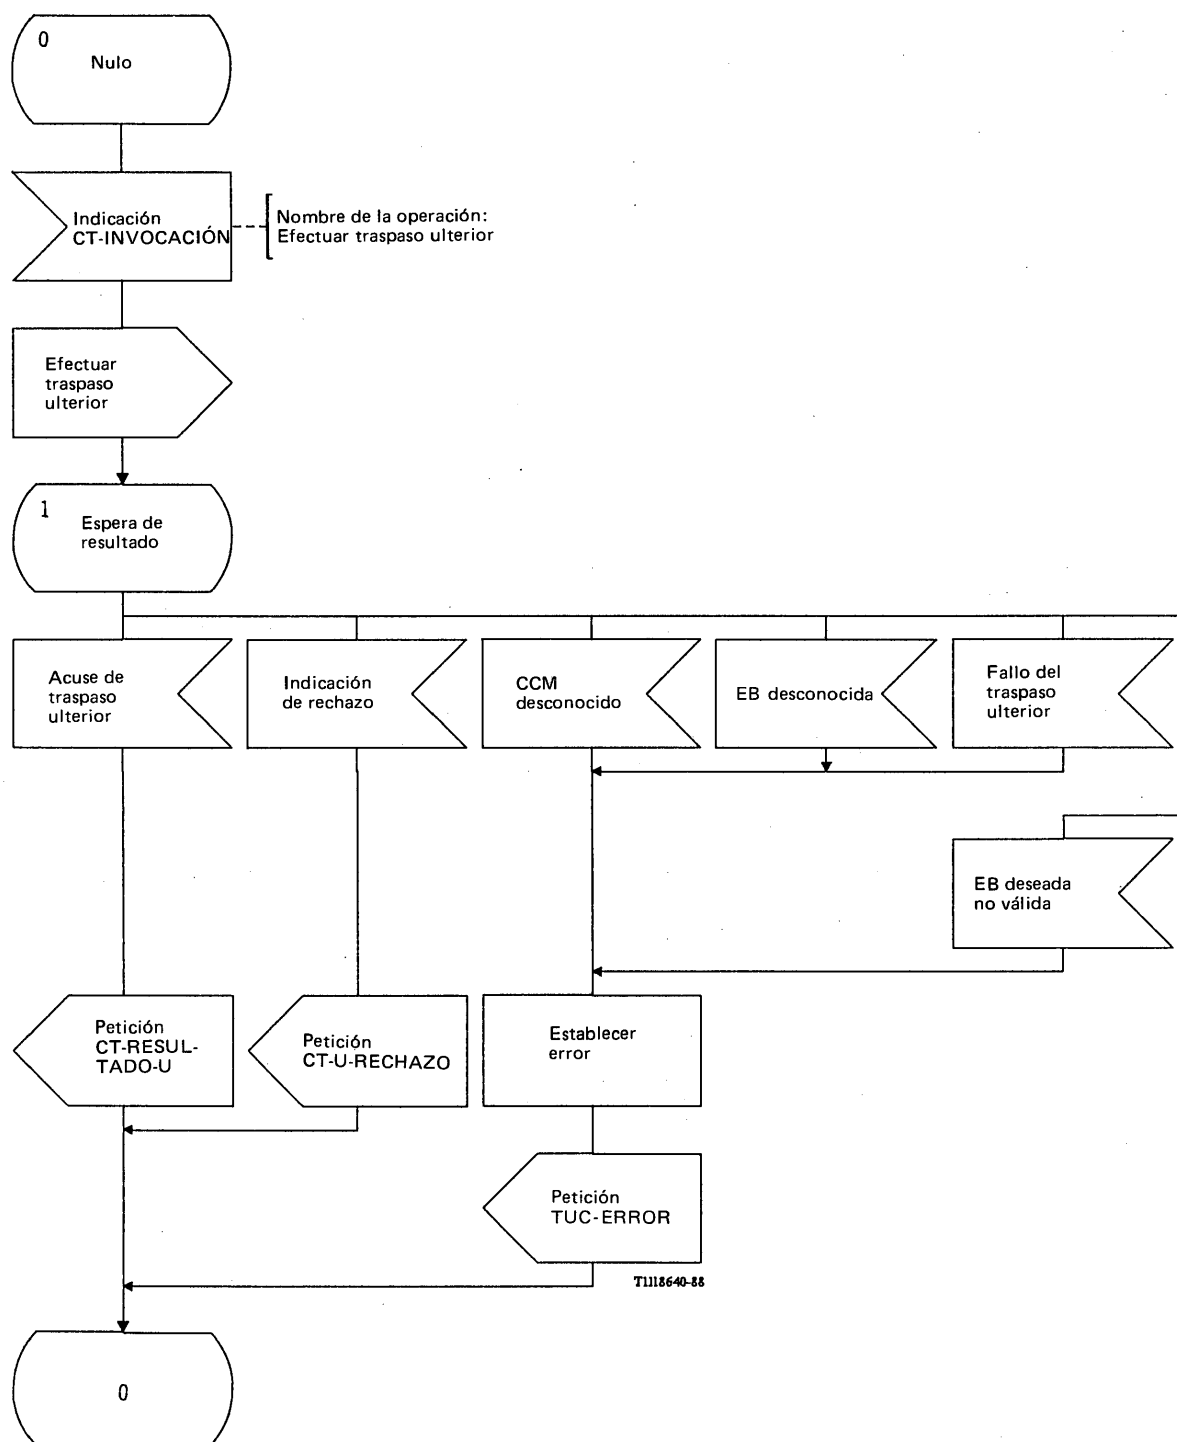 0
Nulo
Indicación
CT-INVOCACIÓN
Nombre de la operación:
Efectuar traspaso ulterior
Efectuar
traspaso
ulterior
1
Espera de
resultado
Acuse de
traspaso
ulterior
Indicación
de rechazo
CCM
desconocido
EB desconocida
Fallo del
traspaso
ulterior
EB deseada
no válida
Petición
CT-RESUL-
TADO-U
Petición
CT-U-RECHAZO
Establecer
error
Petición
TUC-ERROR
T1118640-88
0